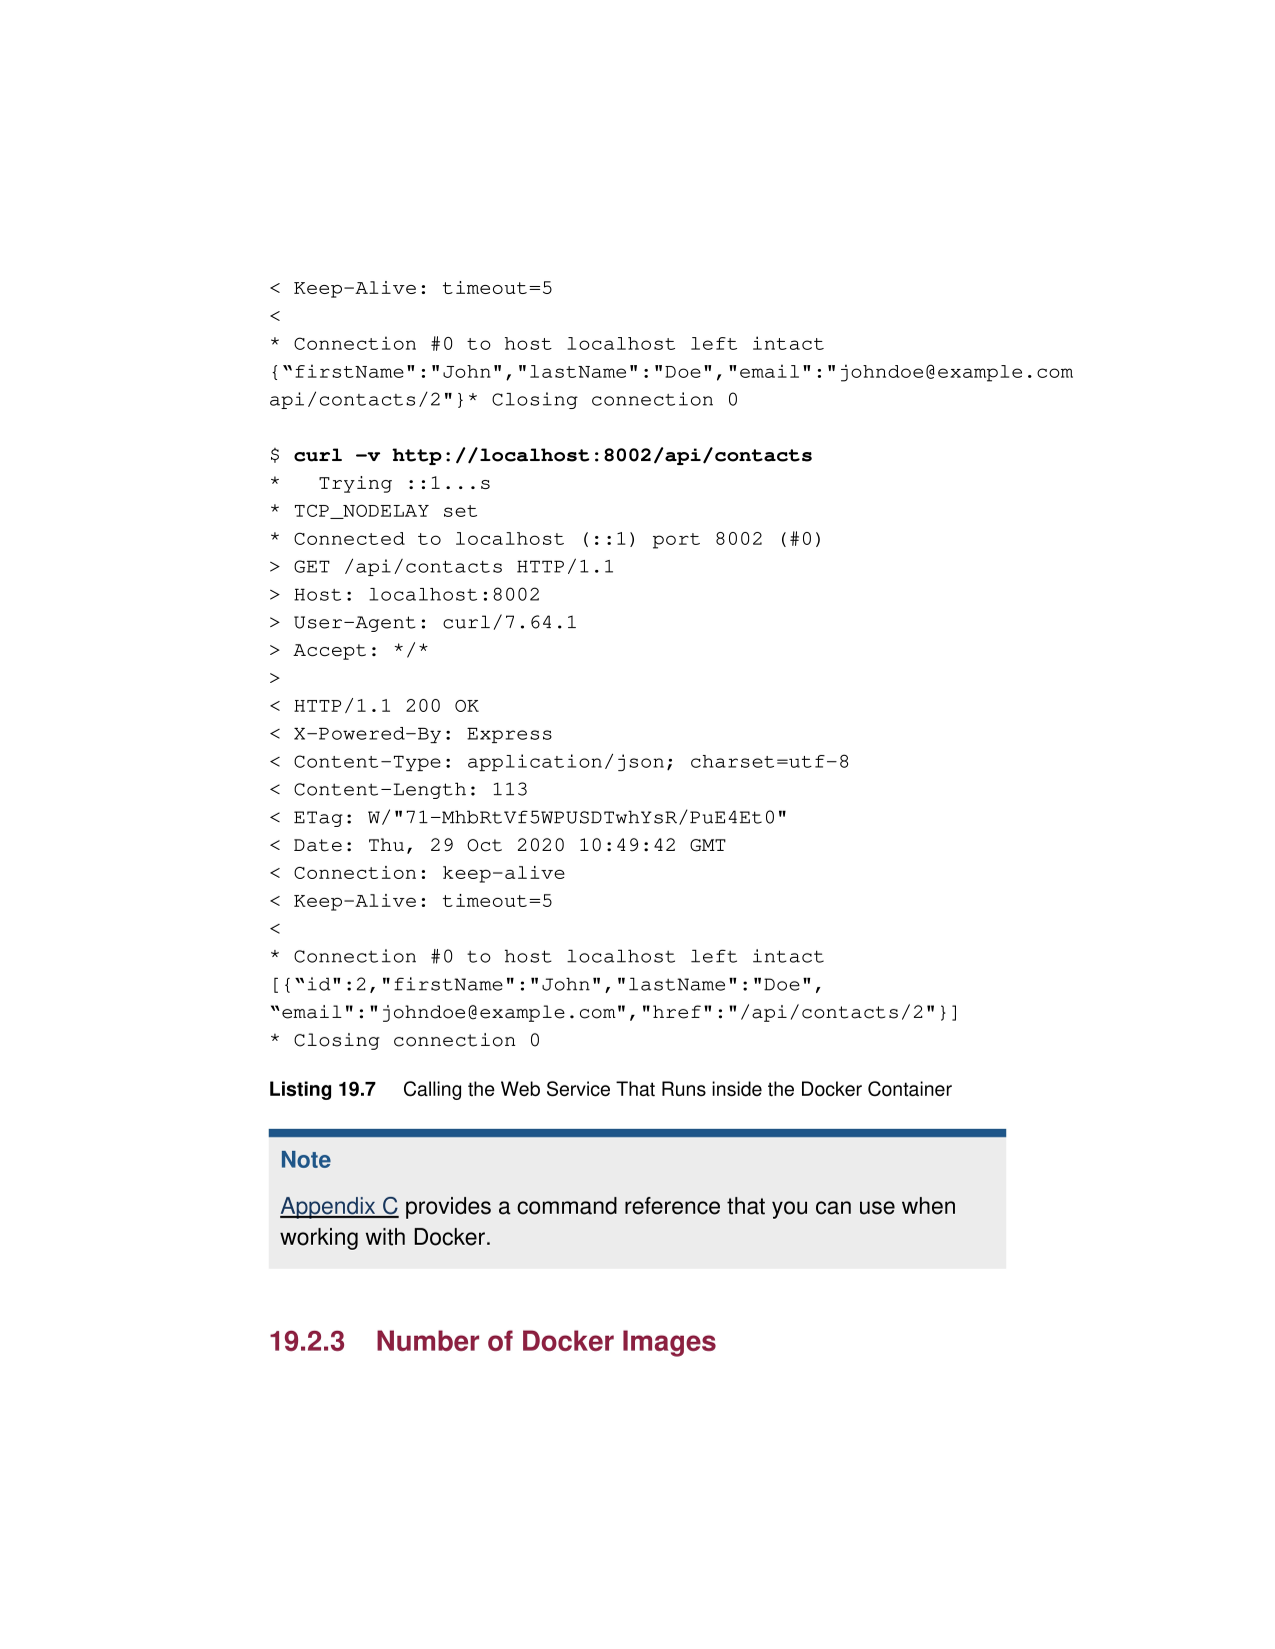 < Keep-Alive: timeout=5
<
* Connection #0 to host localhost left intact
{“firstName":"John","lastName":"Doe","email":"johndoe@example.com
api/contacts/2"}* Closing connection 0
$ curl -v http://localhost:8002/api/contacts
*   Trying ::1...s
* TCP_NODELAY set
* Connected to localhost (::1) port 8002 (#0)
> GET /api/contacts HTTP/1.1
> Host: localhost:8002
> User-Agent: curl/7.64.1
> Accept: */*
>
< HTTP/1.1 200 OK
< X-Powered-By: Express
< Content-Type: application/json; charset=utf-8
< Content-Length: 113
< ETag: W/"71-MhbRtVf5WPUSDTwhYsR/PuE4Et0"
< Date: Thu, 29 Oct 2020 10:49:42 GMT
< Connection: keep-alive
< Keep-Alive: timeout=5
<
* Connection #0 to host localhost left intact
[{“id":2,"firstName":"John","lastName":"Doe",
“email":"johndoe@example.com","href":"/api/contacts/2"}]
* Closing connection 0
Listing 19.7 Calling the Web Service That Runs inside the Docker Container
Note
Appendix C provides a command reference that you can use when
working with Docker.
19.2.3 Number of Docker Images